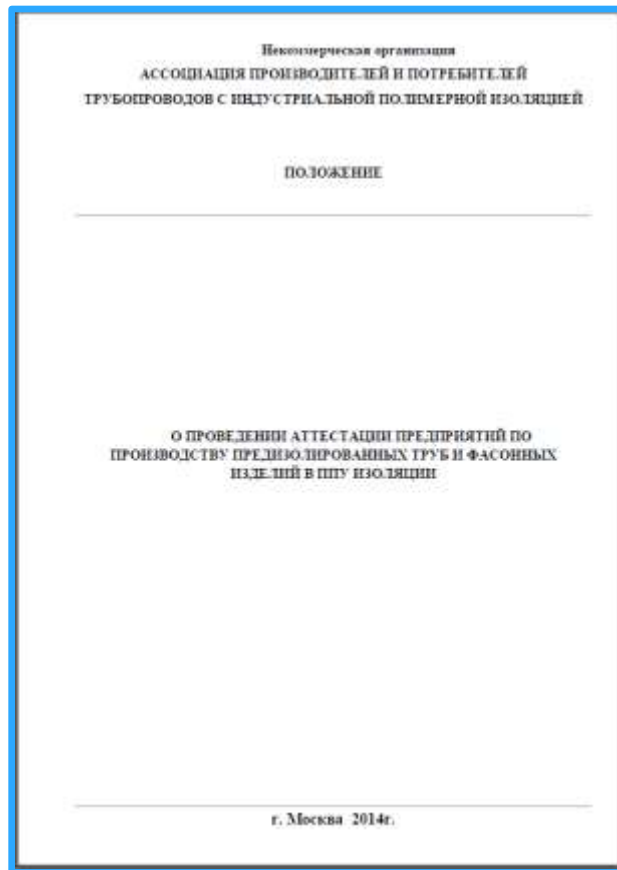 Некоммерческая организация
АССОЦИАЦИЯ ПРОИЗВОДИТЕЛЕЙ И ПОТРЕБИТЕЛЕЙ
ТРУБОПРОВОДОВ С ИНДУСТРИАЛЬНОЙ ПОЛИМЕРНОЙ ИЗОЛЯЦИЕЙ
ПОЛОЖЕНИЕ
О ПРОВЕДЕНИИ АТТЕСТАЦИИ ПРЕДПРИЯТИЙ ПО
ПРОИЗВОДСТВУ ПРЕДИЗОЛИРОВАННЫХ ТРУБ И ФАСОННЫХ
ИЗДЕЛИЙ В ППУ ИЗОЛЯЦИИ
г. Москва 2014г.